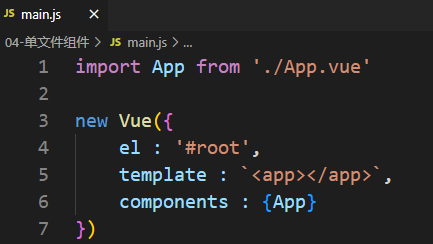 JS main.js ×
04-单文件组件 > JS main.js > ...
1 import App from './App.vue'
2
3 new Vue({
4 el : '#root',
5 template : `<app></app>`,
6 components : {App}
7 })